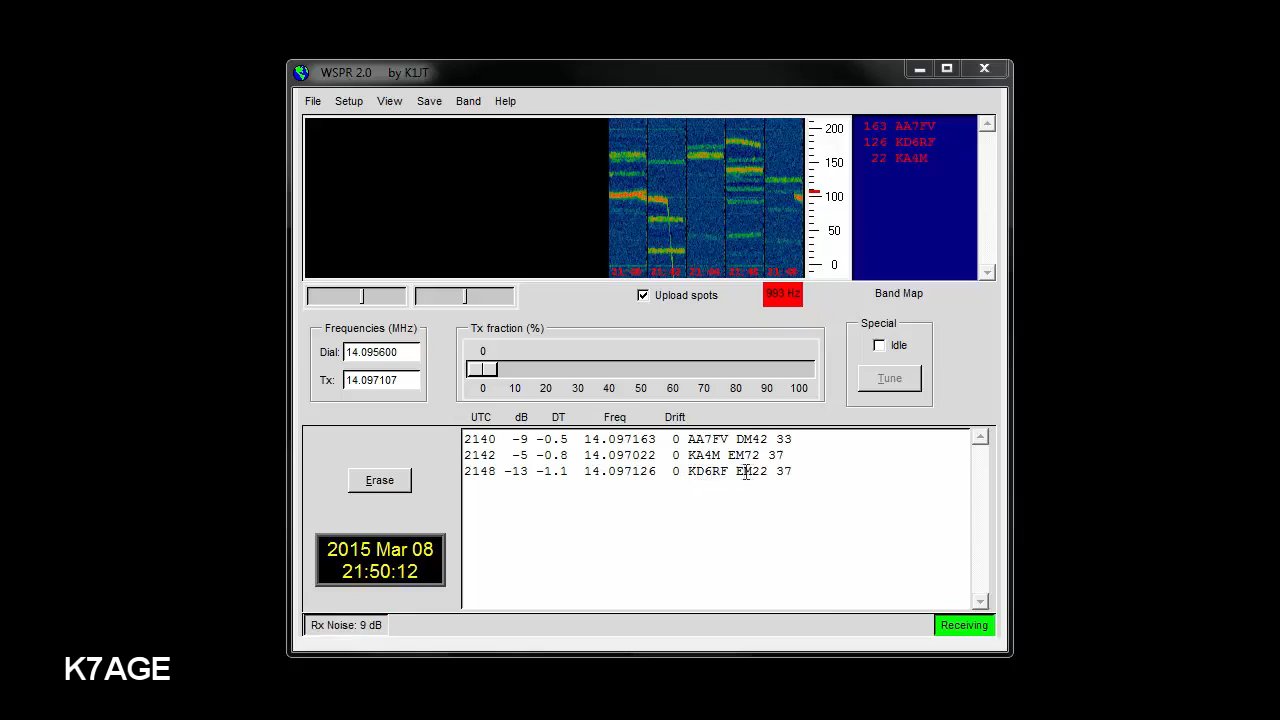 WSPR 2.0 by K1JT
File Setup View Save Band Help
200
150
100
50
0
163 AA7FV
126 KD6RF
22 KA4M
Upload spots
993 Hz
Band Map
Frequencies (MHz)
Dial: 14.095600
Tx: 14.097107
Tx fraction (%)
0
0 10 20 30 40 50 60 70 80 90 100
Special
Idle
Tune
UTC dB DT Freq Drift
2140 -9 -0.5 14.097163 0 AA7FV DM42 33
2142 -5 -0.8 14.097022 0 KA4M EM72 37
2148 -13 -1.1 14.097126 0 KD6RF EM22 37
Erase
2015 Mar 08
21:50:12
Rx Noise: 9 dB
Receiving
K7AGE